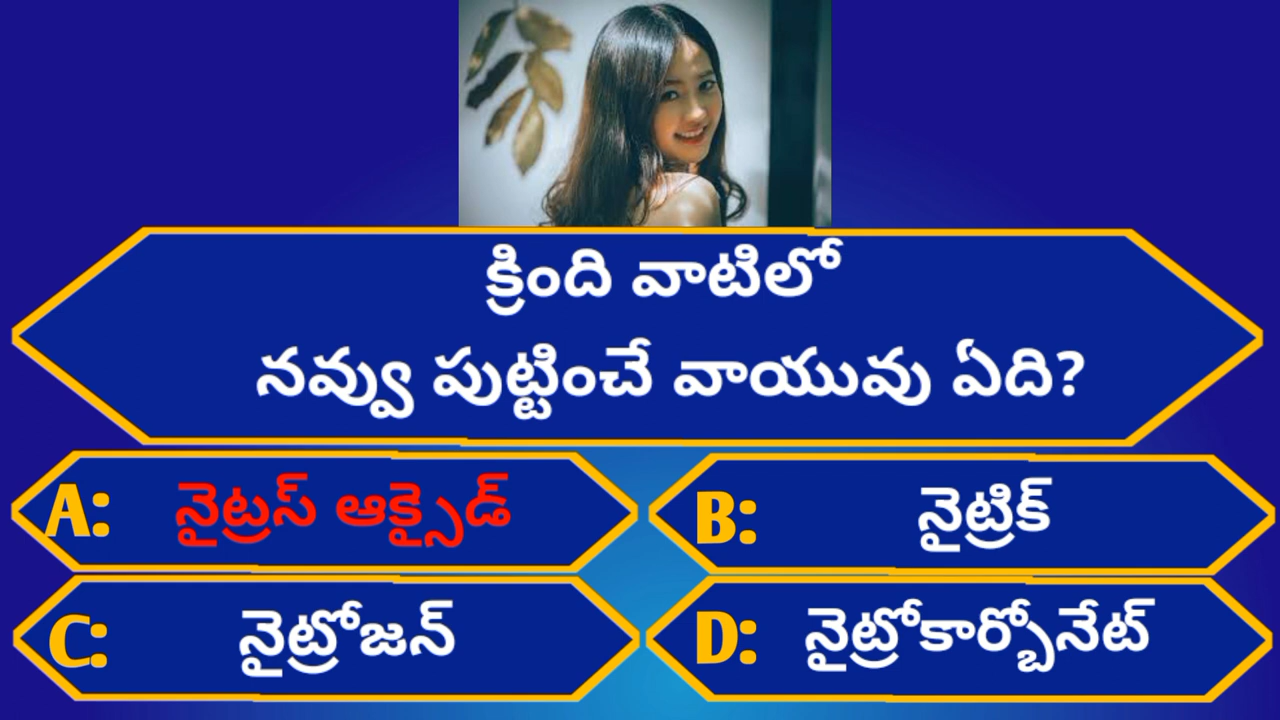 క్రింది వాటిలో
నవ్వు పుట్టించే వాయువు ఏది?
A: నైట్రస్ ఆక్సైడ్
B: నైట్రిక్
C: నైట్రోజన్
D: నైట్రోకార్బోనేట్